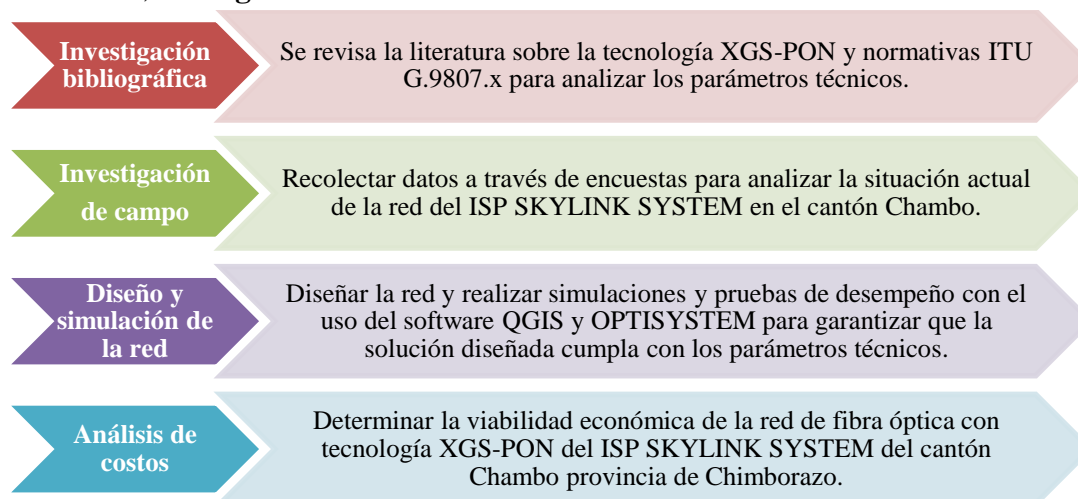 Investigación
bibliográfica
Se revisa la literatura sobre la tecnología XGS-PON y normativas ITU
G.9807.x para analizar los parámetros técnicos.
Investigación
de campo
Recolectar datos a través de encuestas para analizar la situación actual
de la red del ISP SKYLINK SYSTEM en el cantón Chambo.
Diseño y
simulación de
la red
Diseñar la red y realizar simulaciones y pruebas de desempeño con el
uso del software QGIS y OPTISYSTEM para garantizar que la
solución diseñada cumpla con los parámetros técnicos.
Análisis de
costos
Determinar la viabilidad económica de la red de fibra óptica con
tecnología XGS-PON del ISP SKYLINK SYSTEM del cantón
Chambo provincia de Chimborazo.